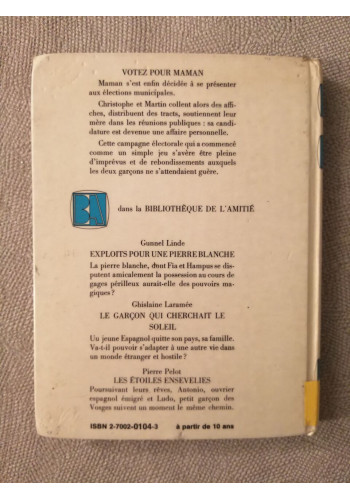 VOTEZ POUR MAMAN
Maman s'est enfin décidée à se présenter
aux élections municipales.
Christophe et Martin collent alors des affi-
ches, distribuent des tracts, soutiennent leur
mère dans les réunions publiques : sa candi-
dature est devenue une affaire personnelle.
Cette campagne électorale qui a commencé
comme un simple jeu s'avère être pleine
d'imprévus et de rebondissements auxquels
les deux garçons ne s'attendaient guère.
dans la BIBLIOTHÈQUE DE L'AMITIÉ
Gunnel Linde
EXPLOITS POUR UNE PIERRE BLANCHE
La pierre blanche, dont Fia et Hampus se dis-
putent amicalement la possession au cours de
gages périlleux aurait-elle des pouvoirs ma-
giques ?
Ghislaine Laramée
LE GARÇON QUI CHERCHAIT LE
SOLEIL
Un jeune Espagnol quitte son pays, sa famille.
Va-t-il pouvoir s'adapter à une autre vie dans
un monde étranger et hostile ?
Pierre Pelot
LES ÉTOILES ENSEVELIES
Poursuivant leurs rêves, Antonio, ouvrier
espagnol émigré et Ludo, petit garçon des
Vosges suivent un moment le même chemin.
ISBN 2-7002-0104-3 à partir de 10 ans